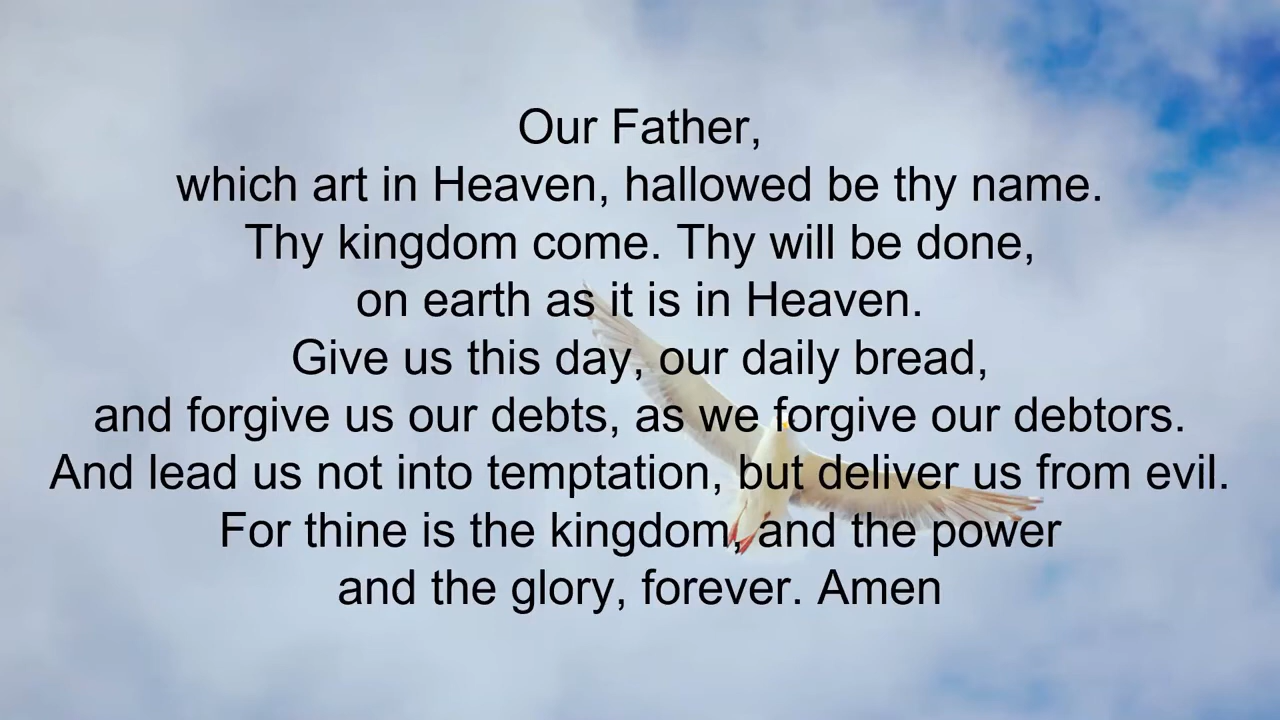 Our Father,
which art in Heaven, hallowed be thy name.
Thy kingdom come. Thy will be done,
on earth as it is in Heaven.
Give us this day, our daily bread,
and forgive us our debts, as we forgive our debtors.
And lead us not into temptation, but deliver us from evil.
For thine is the kingdom, and the power
and the glory, forever. Amen